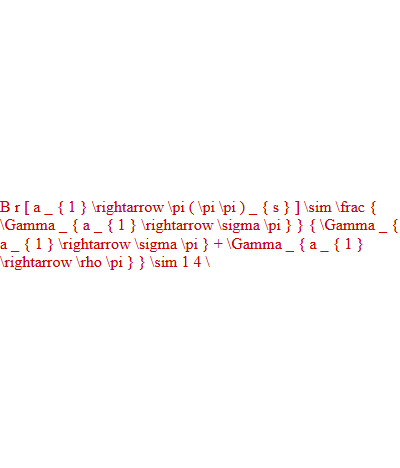 B r [ a _ { 1 } \rightarrow \pi ( \pi \pi ) _ { s } ] \sim \frac {
\Gamma _ { a _ { 1 } \rightarrow \sigma \pi } } { \Gamma _ {
a _ { 1 } \rightarrow \sigma \pi } + \Gamma _ { a _ { 1 }
\rightarrow \rho \pi } } \sim 1 4 \